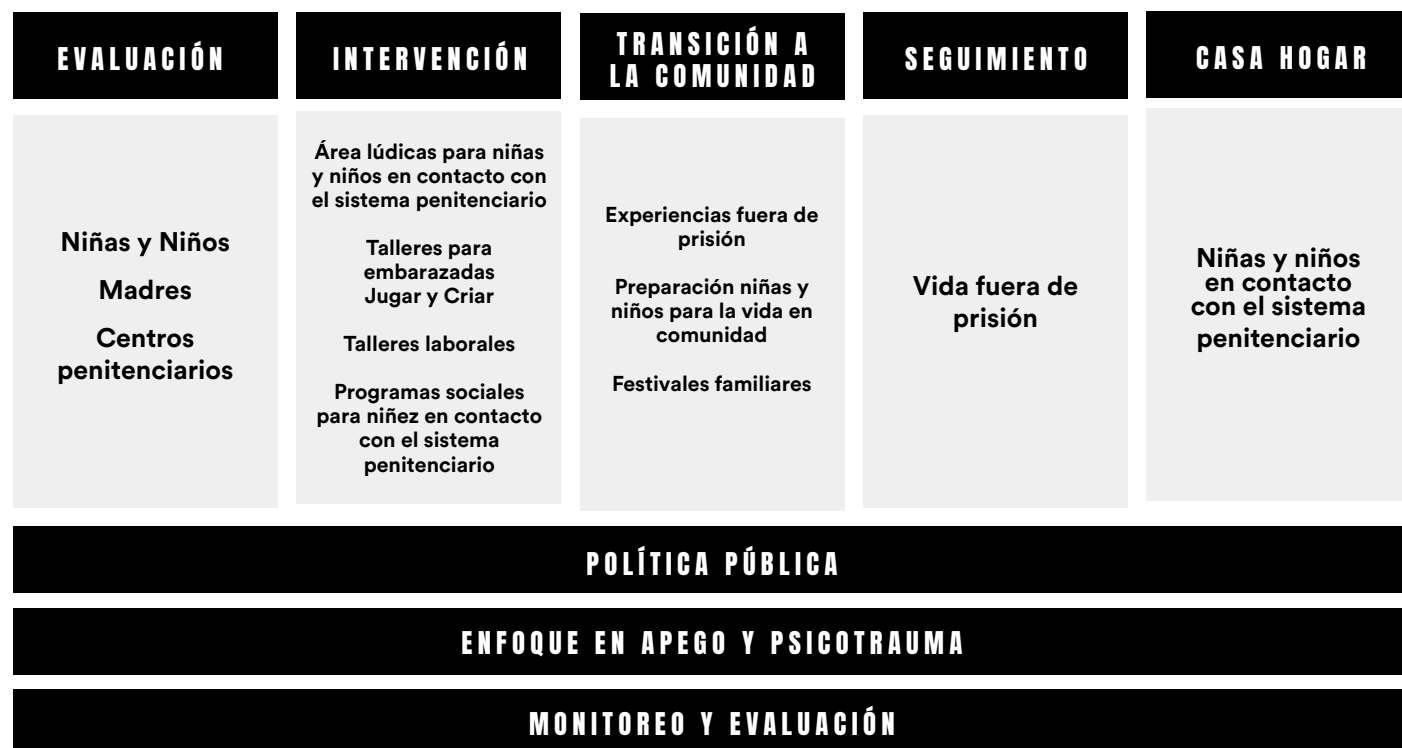 EVALUACIÓN
Niñas y Niños
Madres
Centros
penitenciarios
INTERVENCIÓN
Área lúdicas para niñas
y niños en contacto con
el sistema penitenciario
Talleres para
embarazadas
Jugar y Criar
Talleres laborales
Programas sociales
para niñez en contacto
con el sistema
penitenciario
TRANSICIÓN A
LA COMUNIDAD
Experiencias fuera de
prisión
Preparación niñas y
niños para la vida en
comunidad
Festivales familiares
SEGUIMIENTO
Vida fuera de
prisión
CASA HOGAR
Niñas y niños
en contacto
con el sistema
penitenciario
POLÍTICA PÚBLICA
ENFOQUE EN APEGO Y PSICOTRAUMA
MONITOREO Y EVALUACIÓN